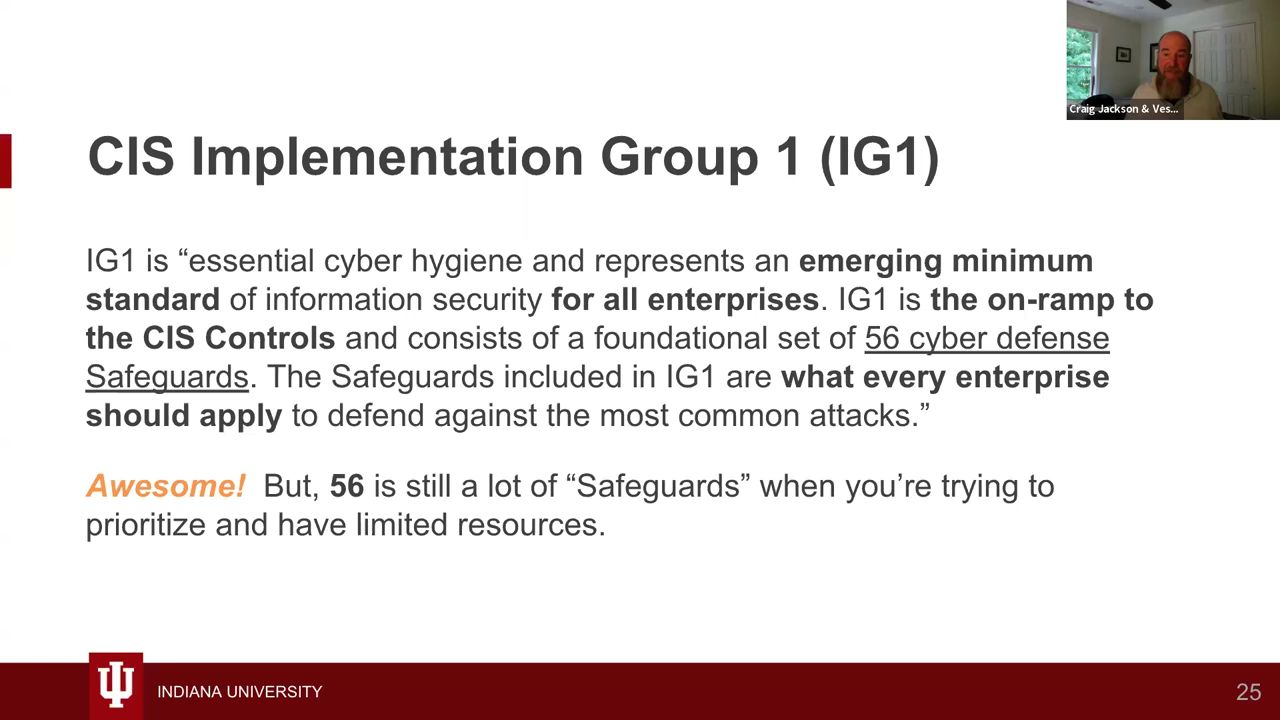 Craig Jackson & Ves...
CIS Implementation Group 1 (IG1)
IG1 is “essential cyber hygiene and represents an emerging minimum
standard of information security for all enterprises. IG1 is the on-ramp to
the CIS Controls and consists of a foundational set of 56 cyber defense
Safeguards. The Safeguards included in IG1 are what every enterprise
should apply to defend against the most common attacks.”
Awesome! But, 56 is still a lot of “Safeguards” when you’re trying to
prioritize and have limited resources.
INDIANA UNIVERSITY
25